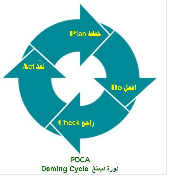 Plan خطط
Act نفذ
Do افعل
Check راجع
PDCA
Deming Cycle دورة ديمنج